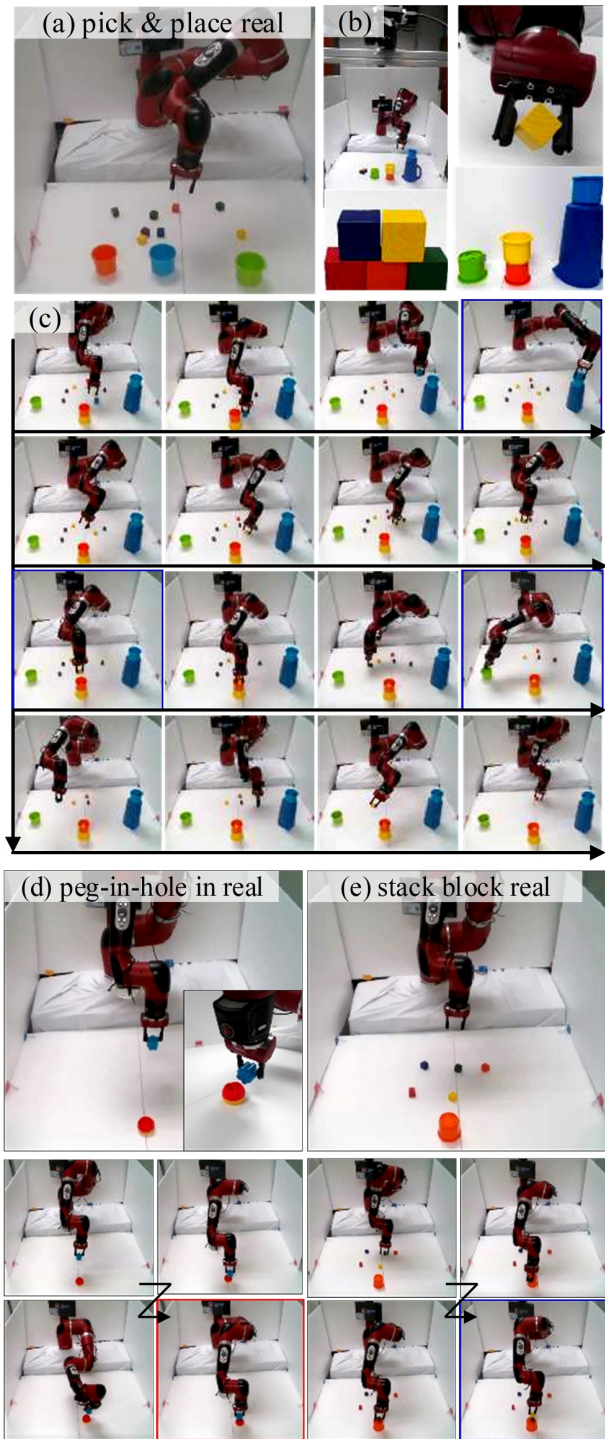 (a) pick & place real
(b)
(c)
(d) peg-in-hole in real
(e) stack block real